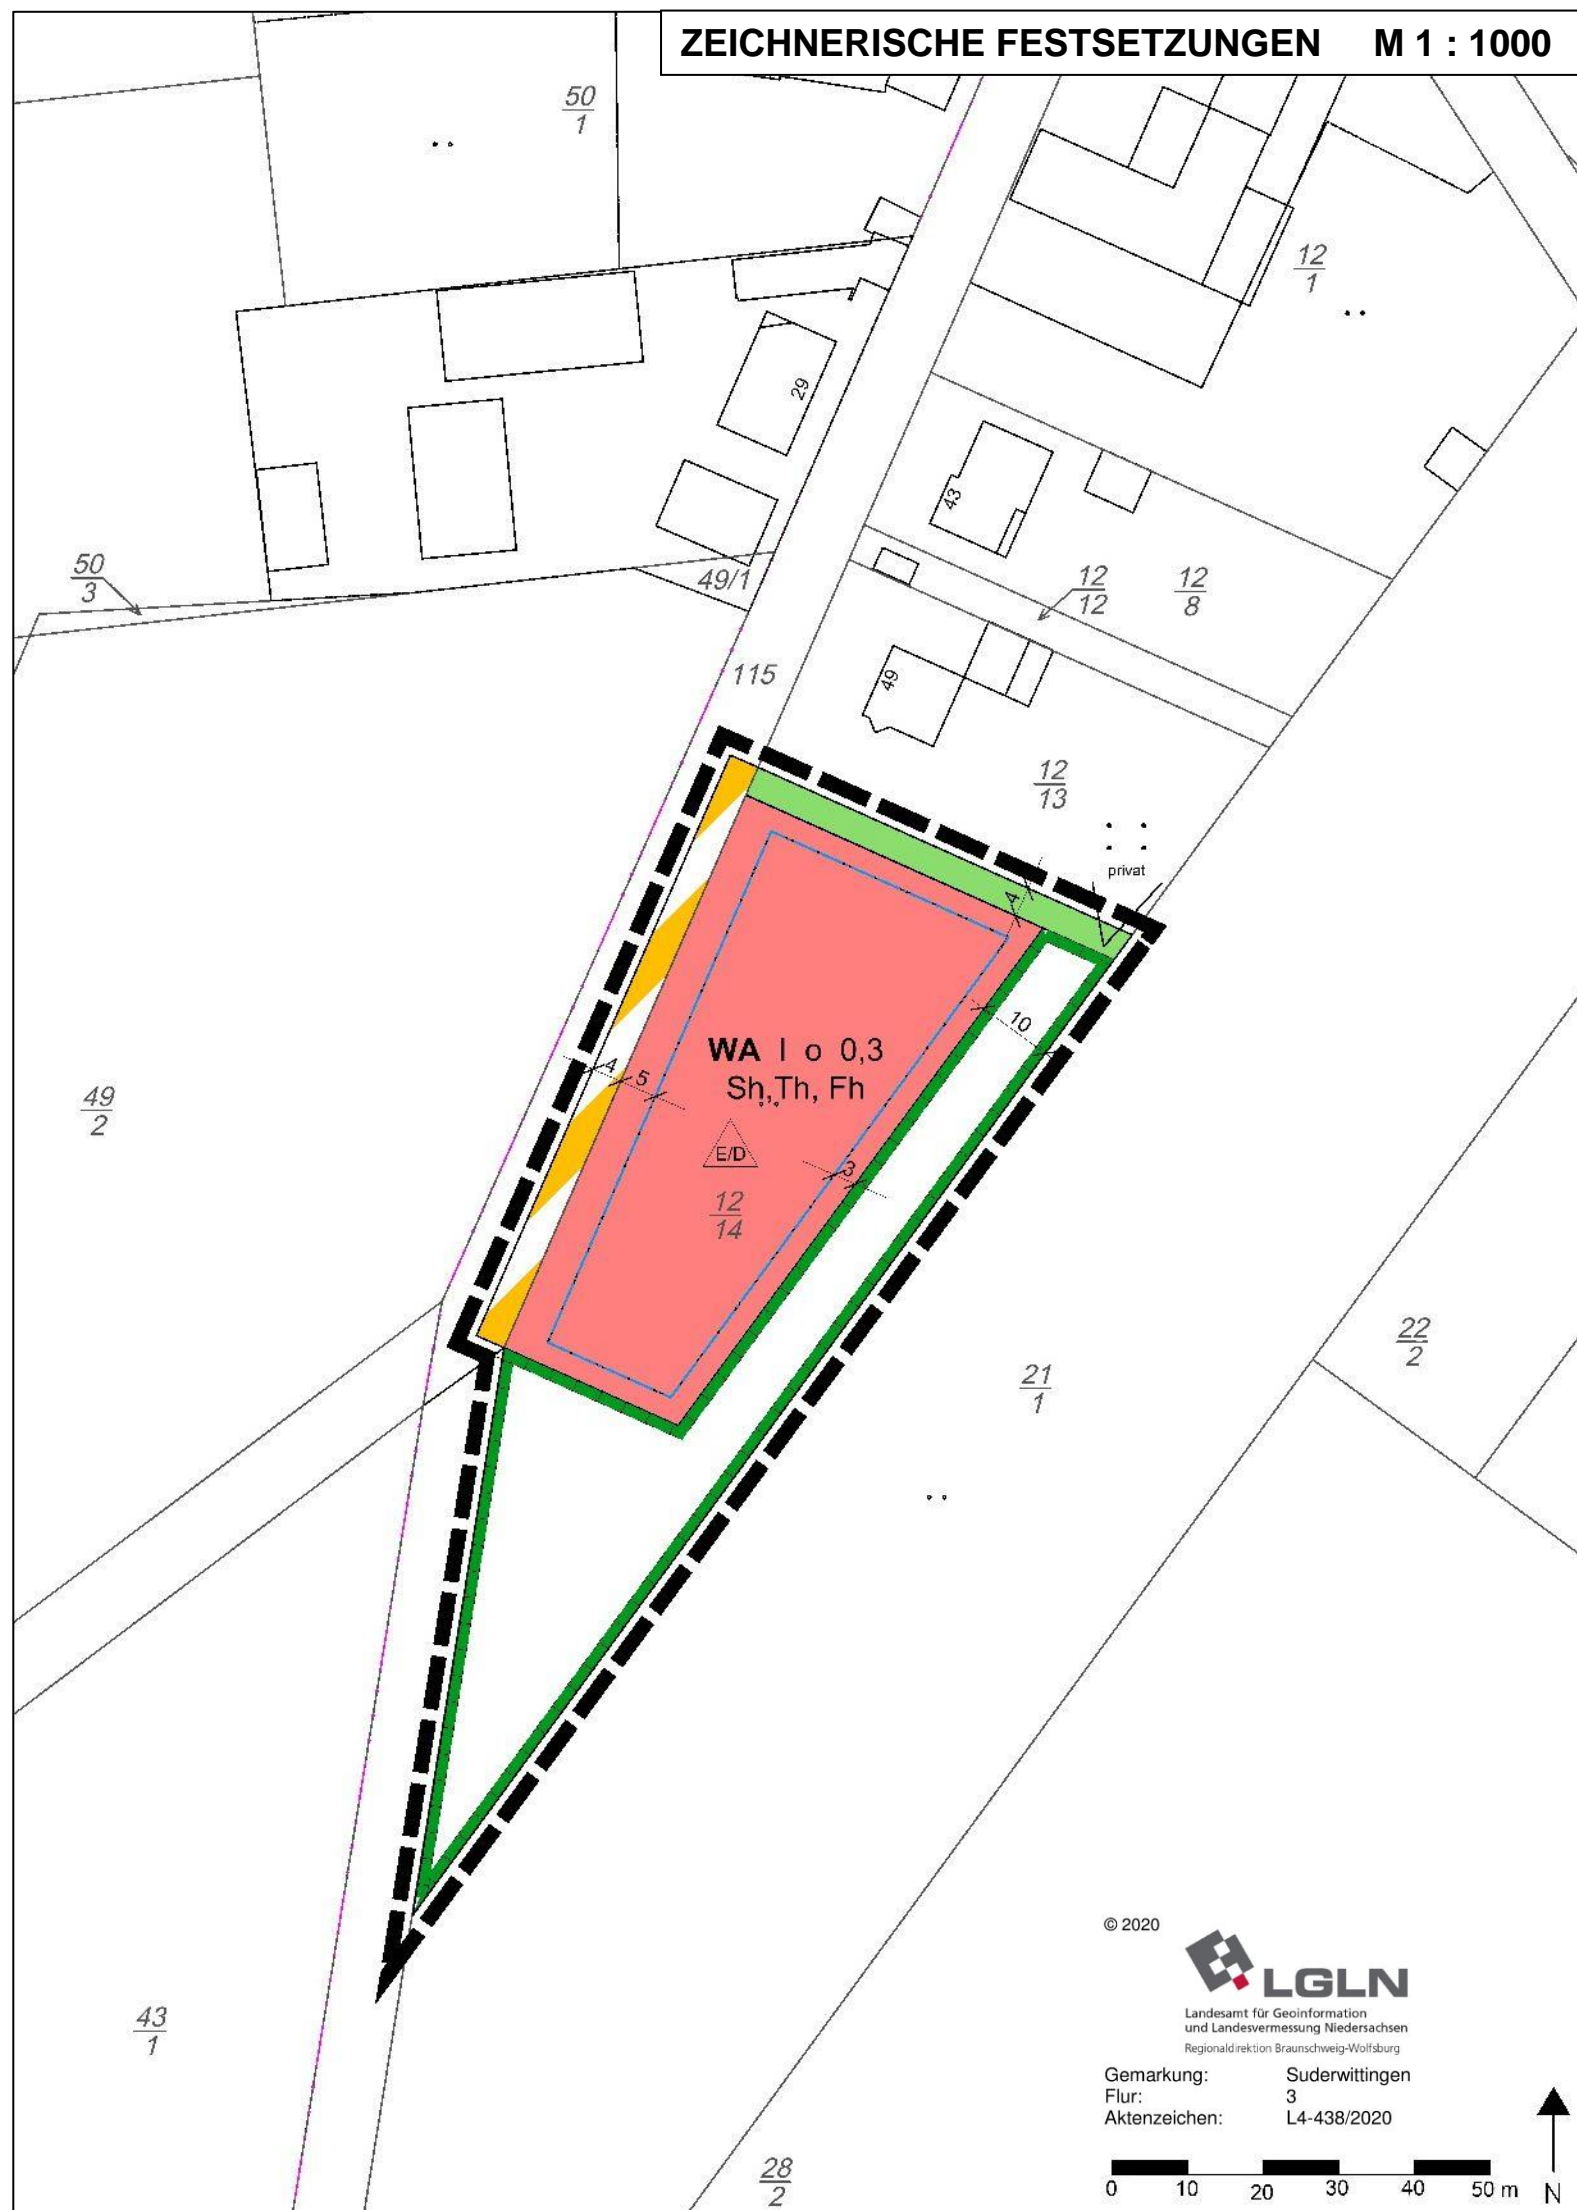 ZEICHNERISCHE FESTSETZUNGEN M 1 : 1000
50
1
12
1
29
43
50
3
49/1
12
12
12
8
115
49
12
13
privat
4
10
WA I o 0,3
Sh,Th, Fh
4
5
E/D
3
12
14
49
2
22
2
21
1
43
1
28
2
© 2020
LGLN
Landesamt für Geoinformation
und Landesvermessung Niedersachsen
Regionaldirektion Braunschweig-Wolfsburg
Gemarkung: Suderwittingen
Flur: 3
Aktenzeichen: L4-438/2020
0 10 20 30 40 50 m
N